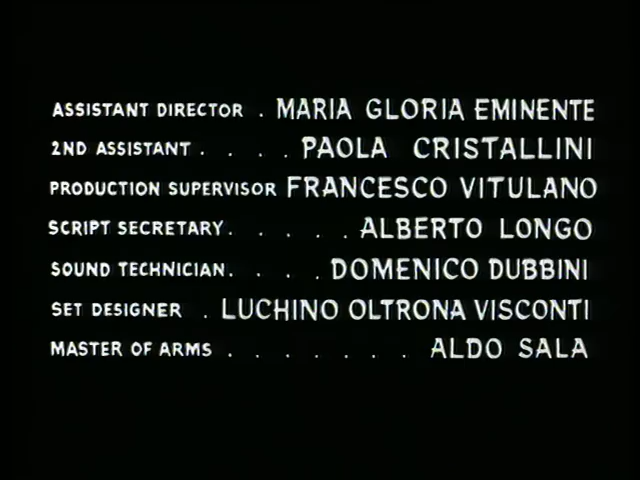 ASSISTANT DIRECTOR . MARIA GLORIA EMINENTE
2ND ASSISTANT . . . . PAOLA CRISTALLINI
PRODUCTION SUPERVISOR FRANCESCO VITULANO
SCRIPT SECRETARY. . . . . ALBERTO LONGO
SOUND TECHNICIAN. . . . DOMENICO DUBBINI
SET DESIGNER . LUCHINO OLTRONA VISCONTI
MASTER OF ARMS . . . . . . . ALDO SALA